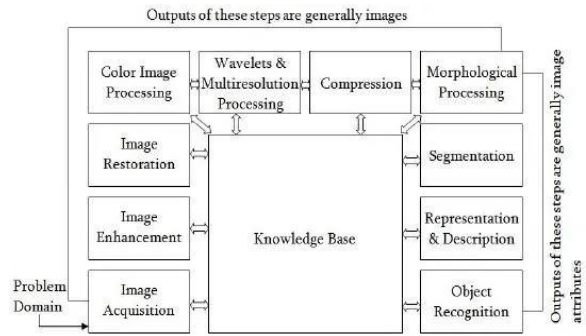 Outputs of these steps are generally images
Color Image
Processing
Wavelets &
Multiresolution
Processing
Compression
Morphological
Processing
Image
Restoration
Segmentation
Image
Enhancement
Knowledge Base
Representation
& Description
Problem
Domain
Image
Acquisition
Object
Recognition
Outputs of these steps are generally image
attributes